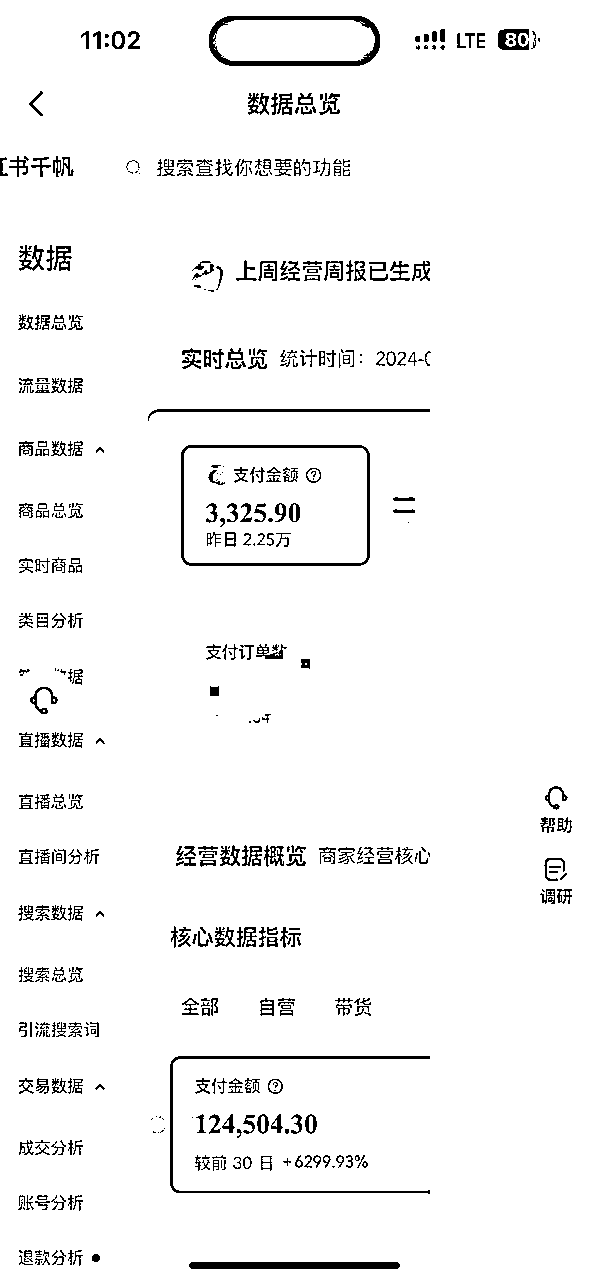 11:02 LTE 80
数据总览
书千帆 搜索查找你想要的功能
数据
上周经营周报已生成
数据总览
实时总览 统计时间：2024-0
流量数据
商品数据
支付金额
3,325.90
昨日 2.25万
商品总览
实时商品
类目分析
支付订单数
据
直播数据
直播总览
帮助
直播间分析
经营数据概览 商家经营核心
调研
搜索数据
核心数据指标
搜索总览
全部 自营 带货
引流搜索词
交易数据
支付金额
124,504.30
较前 30 日 +6299.93%
成交分析
账号分析
退款分析